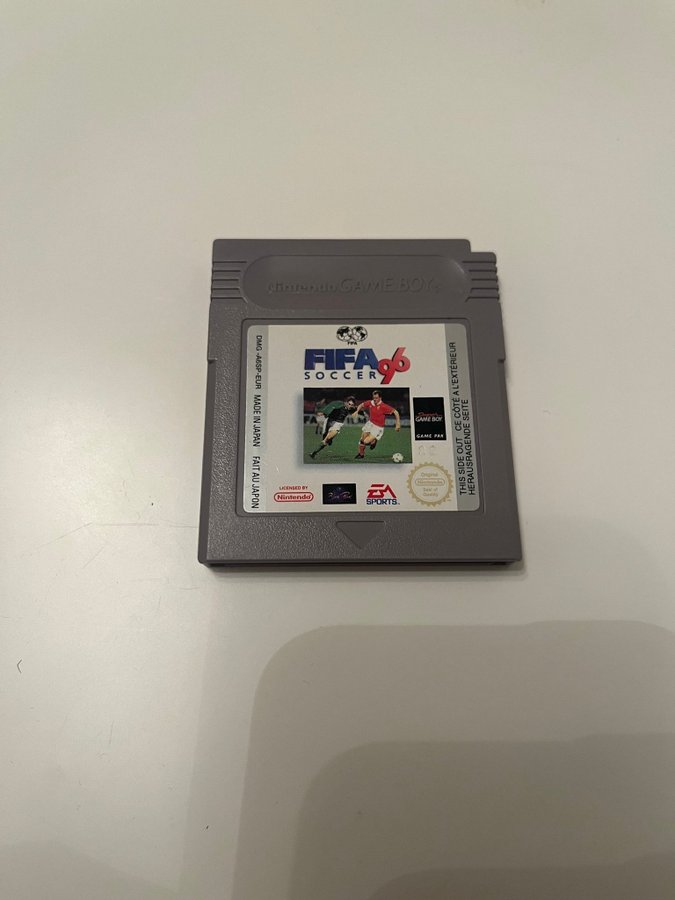 Nintendo GAME BOY
FIFA
FIFA
SOCCER 96
DMG-A6SP-EUR MADE IN JAPAN FAIT AU JAPON
Super
GAME BOY
GAME PAK
LICENSED BY
Nintendo
EA
SPORTS
Original
Nintendo
Seal of
Quality
THIS SIDE OUT CE CÔTÉ A L'EXTÉRIEUR
HERAUSRAGENDE SEITE